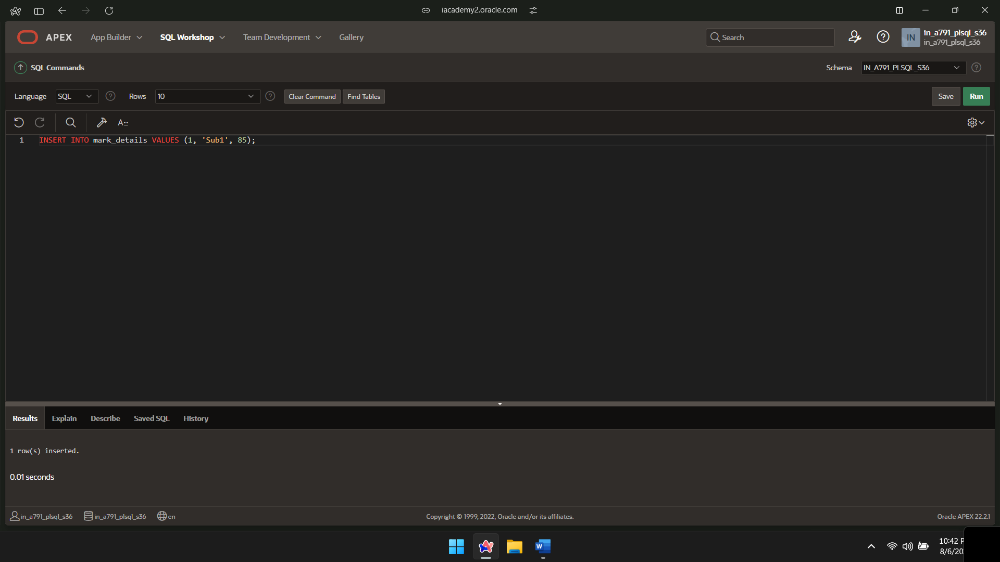 iacademy2.oracle.com
APEX
App Builder
SQL Workshop
Team Development
Gallery
Search
IN
in_a791_plsql_s36
in_a791_plsql_s36
SQL Commands
Schema
IN_A791_PLSQL_S36
Language
SQL
Rows
10
Clear Command
Find Tables
Save
Run
1 INSERT INTO mark_details VALUES (1, 'Sub1', 85);
Results
Explain
Describe
Saved SQL
History
1 row(s) inserted.
0.01 seconds
in_a791_plsql_s36
in_a791_plsql_s36
en
Copyright © 1999, 2022, Oracle and/or its affiliates.
Oracle APEX 22.2.1
10:42 P
8/6/20